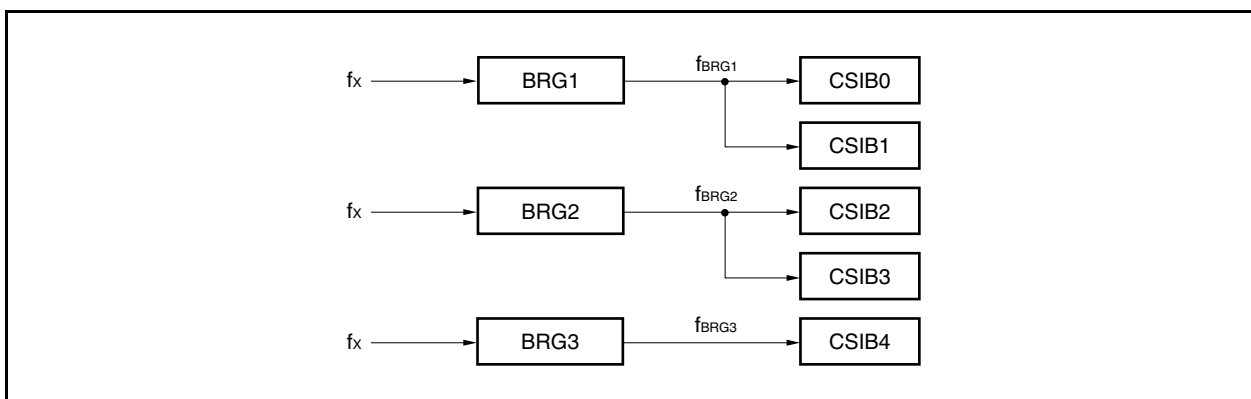 fX BRG1 fBRG1 CSIB0
CSIB1
fX BRG2 fBRG2 CSIB2
CSIB3
fX BRG3 fBRG3 CSIB4